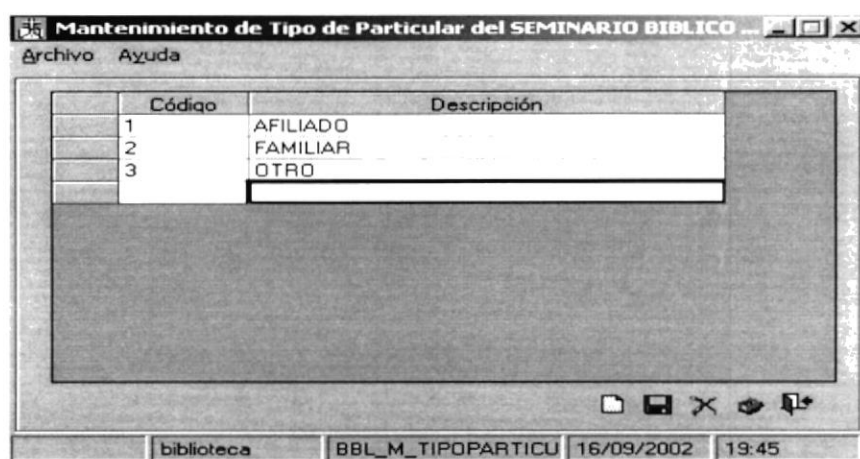 Mantenimiento de Tipo de Particular del SEMINARIO BIBLICO ...
Archivo Ayuda
Código Descripción
1 AFILIADO
2 FAMILIAR
3 OTRO
biblioteca BBL_M_TIPOPARTICU 16/09/2002 19:45